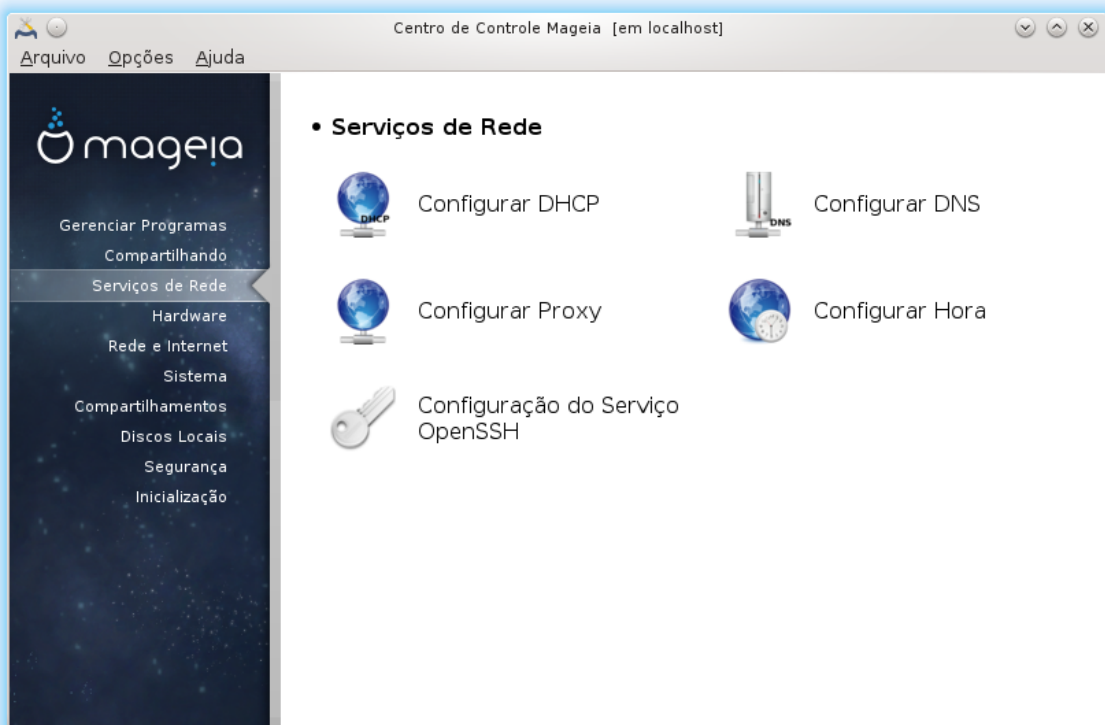 Centro de Controle Mageia [em localhost]
Arquivo Opções Ajuda
mageia
Gerenciar Programas
Compartilhando
Serviços de Rede
Hardware
Rede e Internet
Sistema
Compartilhamentos
Discos Locais
Segurança
Inicialização
• Serviços de Rede
DHCP
Configurar DHCP
DNS
Configurar DNS
Configurar Proxy
Configurar Hora
Configuração do Serviço
OpenSSH